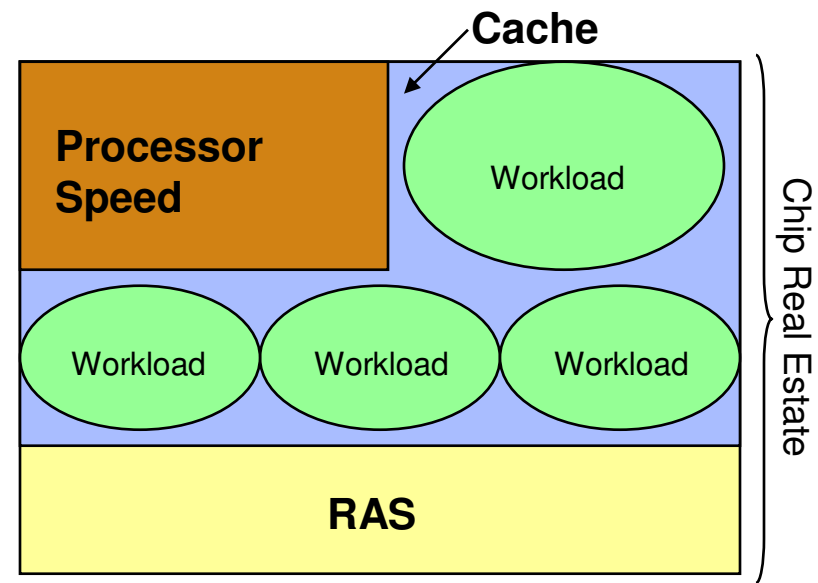 Cache
Processor
Speed
Workload
Workload
Workload
Workload
RAS
Chip Real Estate